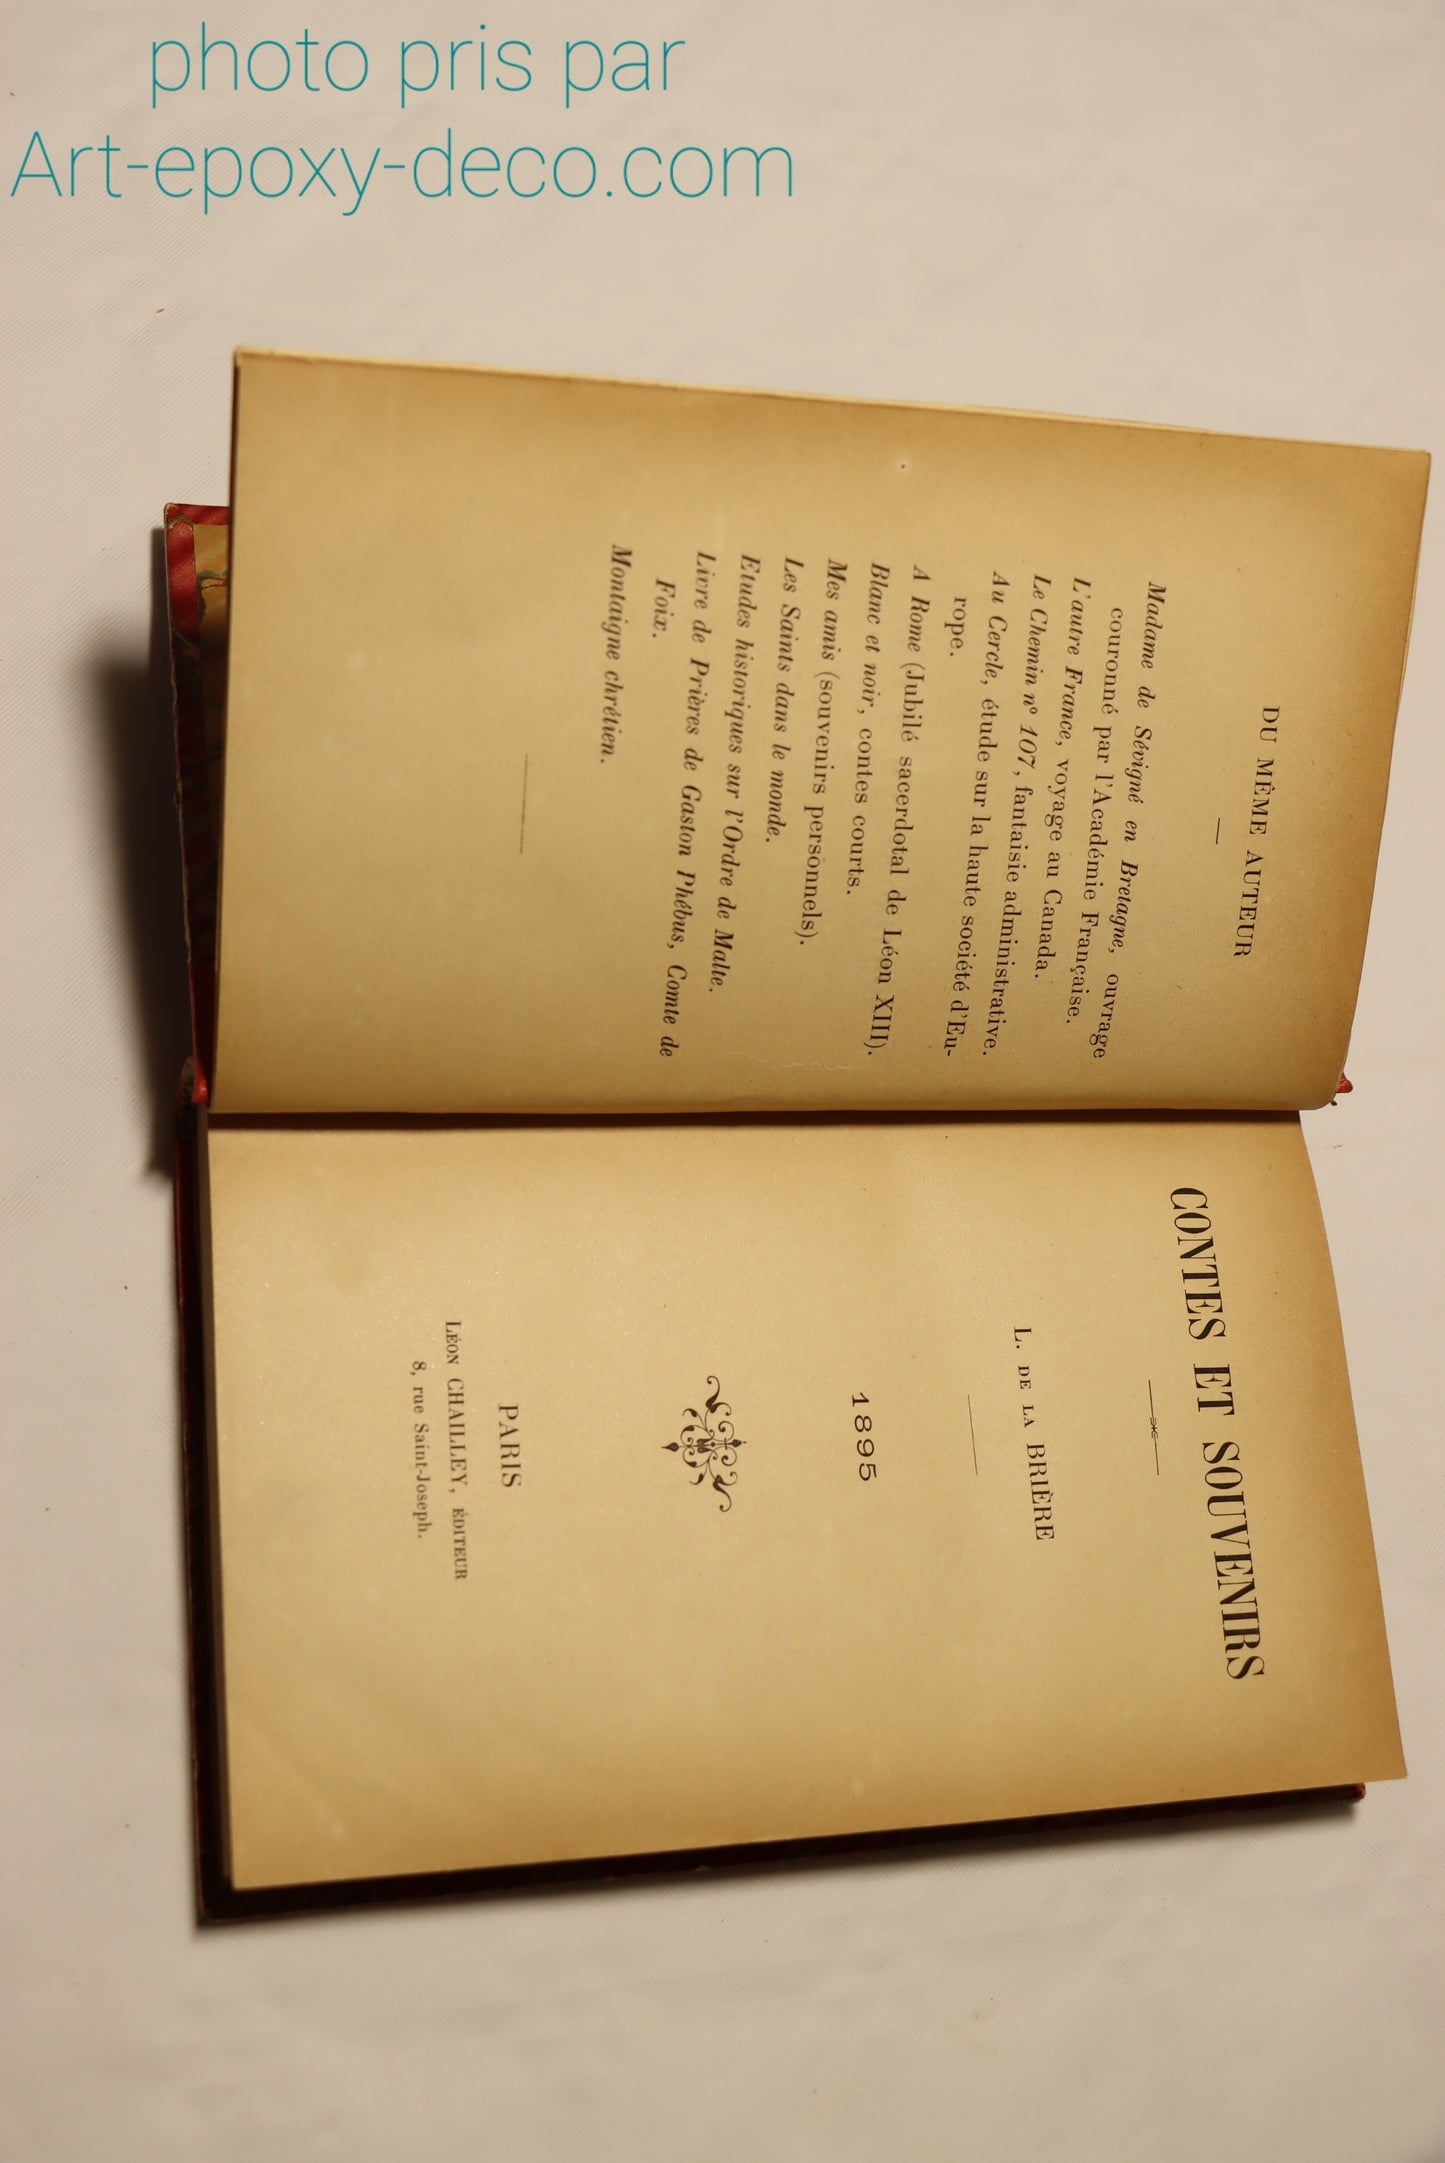 photo pris par
Art-epoxy-deco.com
DU MÊME AUTEUR
Madame de Sévigné en Bretagne, ouvrage
couronné par l'Académie Française.
L'autre France, voyage au Canada.
Le Chemin nº 107, fantaisie administrative.
Au Cercle, étude sur la haute société d'Eu-
rope.
A Rome (Jubilé sacerdotal de Léon XIII).
Blanc et noir, contes courts.
Mes amis (souvenirs personnels).
Les Saints dans le monde.
Etudes historiques sur l'Ordre de Malte.
Livre de Prières de Gaston Phébus, Comte de
Foix.
Montaigne chrétien.
CONTES ET SOUVENIRS
L. DE LA BRIÈRE
1895
PARIS
LÉON CHAILLEY, ÉDITEUR
8, rue Saint-Joseph.